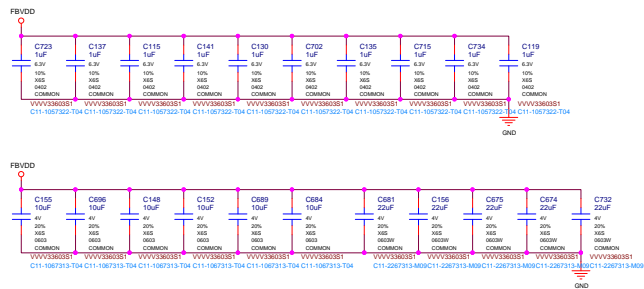 FBVDD
C723 C137 C115 C141 C130 C702 C135 C715 C734 C119
1uF 1uF 1uF 1uF 1uF 1uF 1uF 1uF 1uF 1uF
6.3V 6.3V 6.3V 6.3V 6.3V 6.3V 6.3V 6.3V 6.3V 6.3V
10% 10% 10% 10% 10% 10% 10% 10% 10% 10%
X6S X6S X6S X6S X6S X6S X6S X6S X6S X6S
0402 0402 0402 0402 0402 0402 0402 0402 0402 0402
COMMON COMMON COMMON COMMON COMMON COMMON COMMON COMMON COMMON COMMON
VVVV33603S1 VVVV33603S1 VVVV33603S1 VVVV33603S1 VVVV33603S1 VVVV33603S1 VVVV33603S1 VVVV33603S1 VVVV33603S1 VVVV33603S1
C11-1057322-T04 C11-1057322-T04 C11-1057322-T04 C11-1057322-T04 C11-1057322-T04 C11-1057322-T04 C11-1057322-T04 C11-1057322-T04 C11-1057322-T04 C11-1057322-T04
GND
FBVDD
C155 C696 C148 C152 C689 C684 C681 C156 C675 C674 C732
10uF 10uF 10uF 10uF 10uF 10uF 22uF 22uF 22uF 22uF 22uF
4V 4V 4V 4V 4V 4V 4V 4V 4V 4V 4V
20% 20% 20% 20% 20% 20% 20% 20% 20% 20% 20%
X6S X6S X6S X6S X6S X6S X6S X6S X6S X6S X6S
0603 0603 0603 0603 0603 0603 0603W 0603W 0603W 0603W 0603W
COMMON COMMON COMMON COMMON COMMON COMMON COMMON COMMON COMMON COMMON COMMON
VVVV33603S1 VVVV33603S1 VVVV33603S1 VVVV33603S1 VVVV33603S1 VVVV33603S1 VVVV33603S1 VVVV33603S1 VVVV33603S1 VVVV33603S1 VVVV33603S1
C11-1067313-T04 C11-1067313-T04 C11-1067313-T04 C11-1067313-T04 C11-1067313-T04 C11-1067313-T04 C11-2267313-M09 C11-2267313-M09 C11-2267313-M09 C11-2267313-M09 C11-2267313-M09
GND